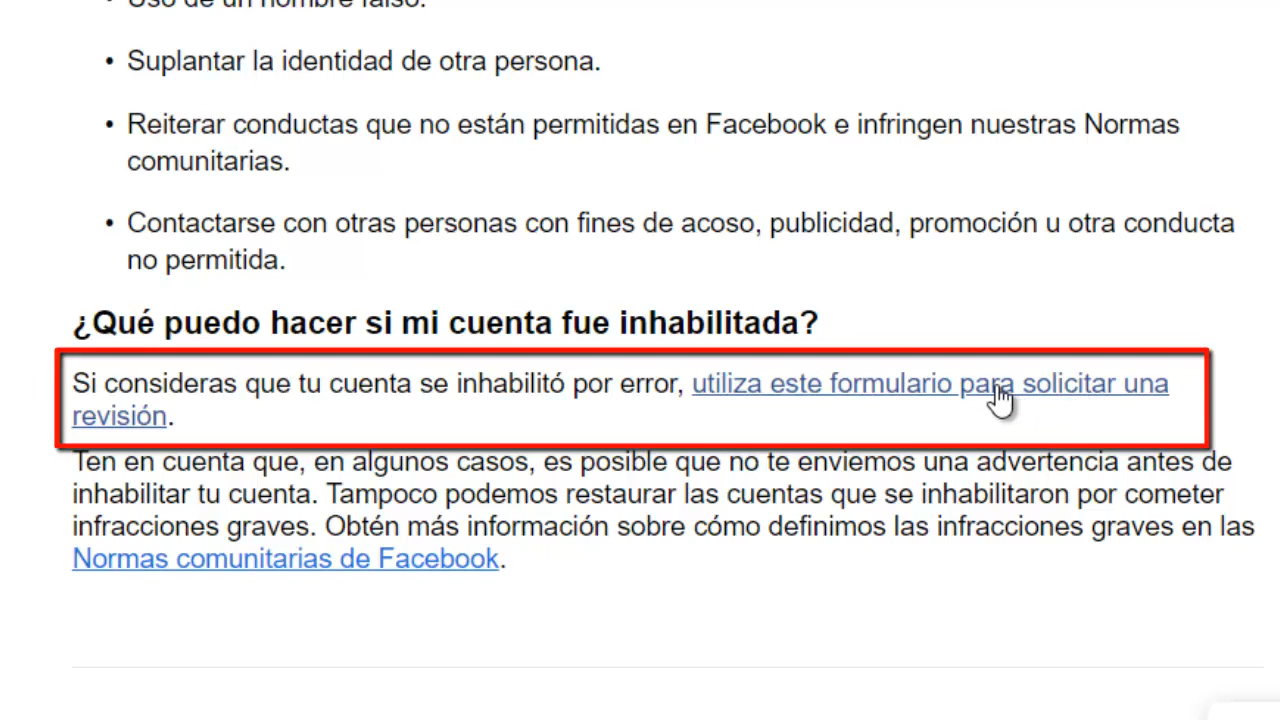 • Uso de un nombre falso.
• Suplantar la identidad de otra persona.
• Reiterar conductas que no están permitidas en Facebook e infringen nuestras Normas
comunitarias.
• Contactarse con otras personas con fines de acoso, publicidad, promoción u otra conducta
no permitida.
¿Qué puedo hacer si mi cuenta fue inhabilitada?
Si consideras que tu cuenta se inhabilitó por error, utiliza este formulario para solicitar una
revisión.
Ten en cuenta que, en algunos casos, es posible que no te enviemos una advertencia antes de
inhabilitar tu cuenta. Tampoco podemos restaurar las cuentas que se inhabilitaron por cometer
infracciones graves. Obtén más información sobre cómo definimos las infracciones graves en las
Normas comunitarias de Facebook.